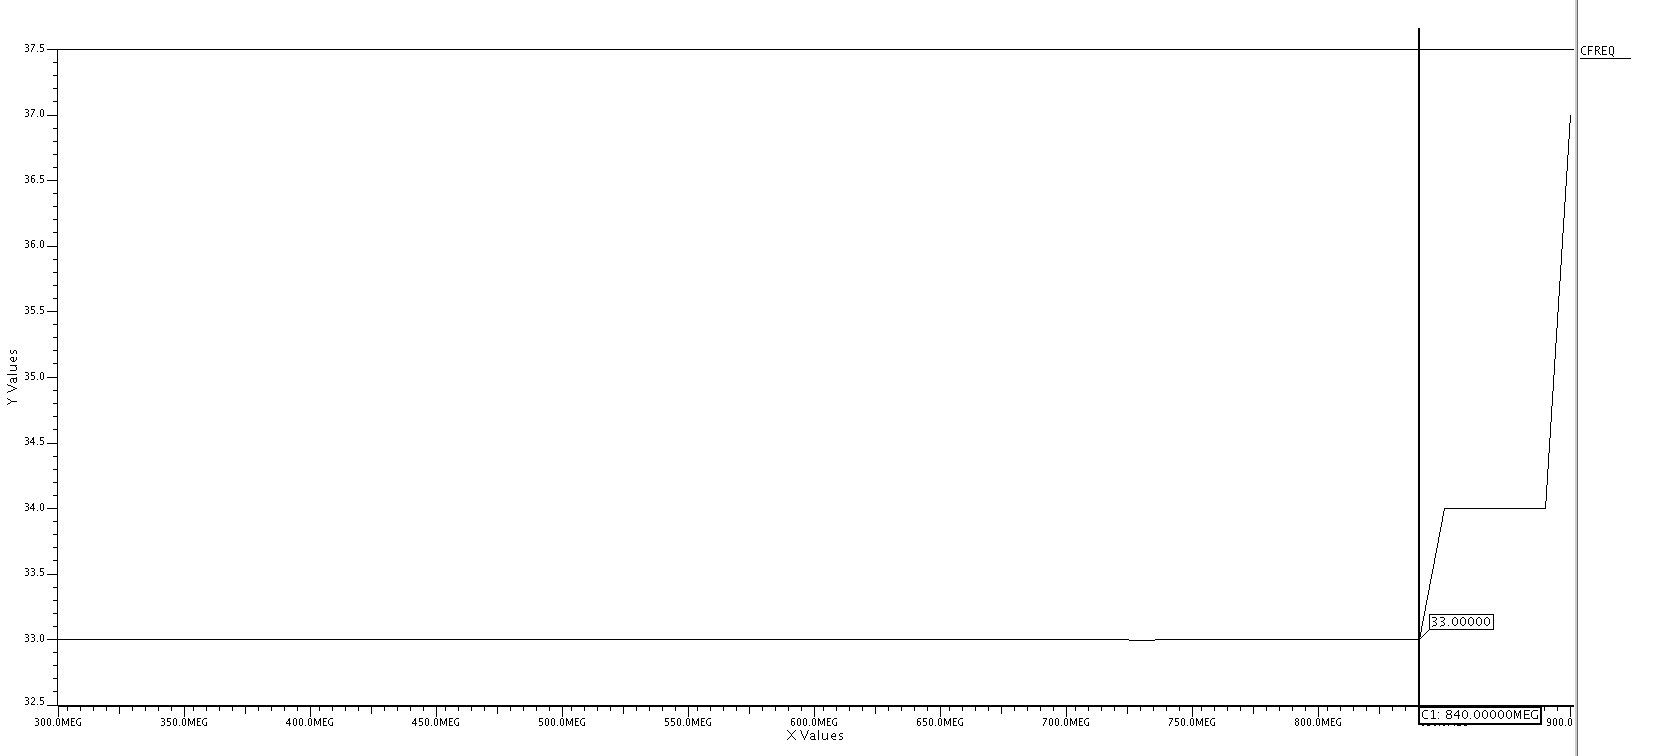 37.5
CFREQ
37.0
36.5
36.0
35.5
35.0
34.5
34.0
33.5
33.0
32.5
Y Values
33.00000
C1: 840.00000MEG
300.0MEG 350.0MEG 400.0MEG 450.0MEG 500.0MEG 550.0MEG 600.0MEG 650.0MEG 700.0MEG 750.0MEG 800.0MEG 900.0
X Values